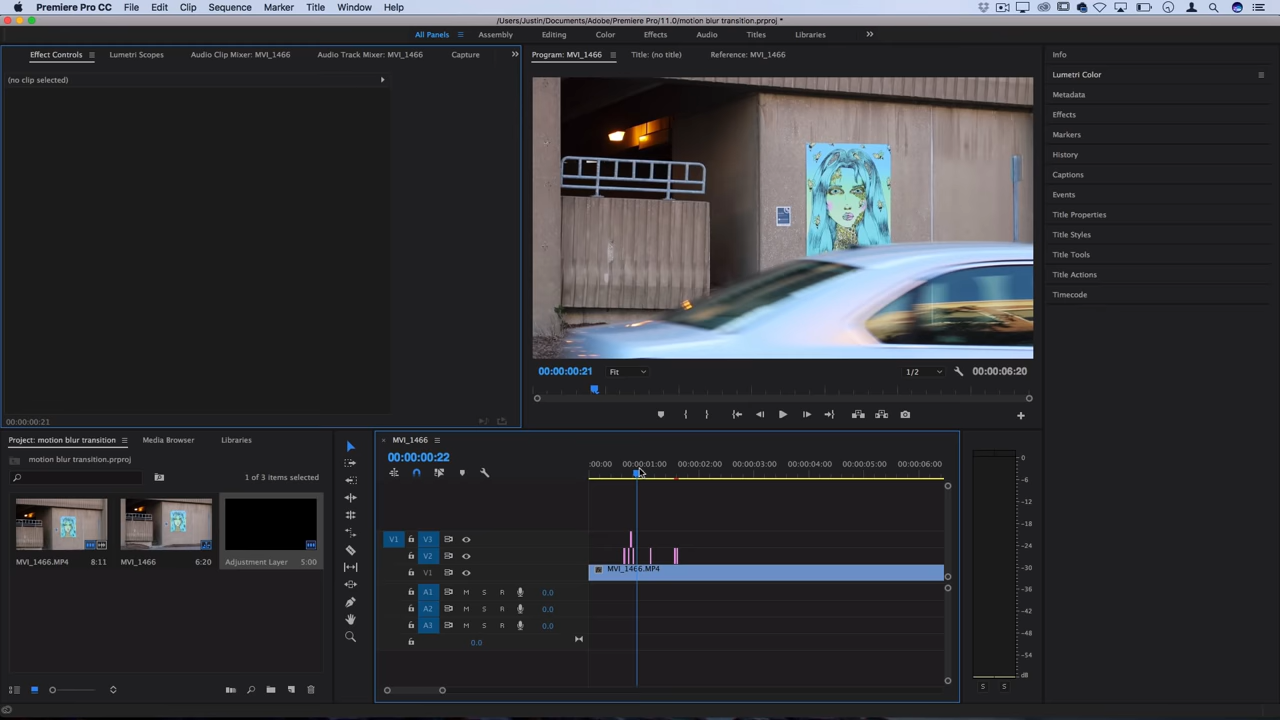 Premiere Pro CC File Edit Clip Sequence Marker Title Window Help
/Users/Justin/Documents/Adobe/Premiere Pro/11.0/motion blur transition.prproj *
All Panels Assembly Editing Color Effects Audio Titles Libraries
Effect Controls Lumetri Scopes Audio Clip Mixer: MVI_1466 Audio Track Mixer: MVI_1466 Capture
(no clip selected)
00:00:00:21
Program: MVI_1466 Title: (no title) Reference: MVI_1466
00:00:00:21 Fit 1/2 00:00:06:20
Info
Lumetri Color
Metadata
Effects
Markers
History
Captions
Events
Title Properties
Title Styles
Title Tools
Title Actions
Timecode
Project: motion blur transition Media Browser Libraries
motion blur transition.prproj
1 of 3 items selected
MVI_1466.MP4 8:11 MVI_1466 6:20 Adjustment Layer 5:00
MVI_1466
00:00:00:22
:00:00 00:00:01:00 00:00:02:00 00:00:03:00 00:00:04:00 00:00:05:00 00:00:06:00
V1 V3
V2
V1 MVI_1466.MP4
A1 M S R 0.0
A2 M S R 0.0
A3 M S R 0.0
0.0
0
-6
-12
-18
-24
-30
-36
-42
-48
-54
dB
S S